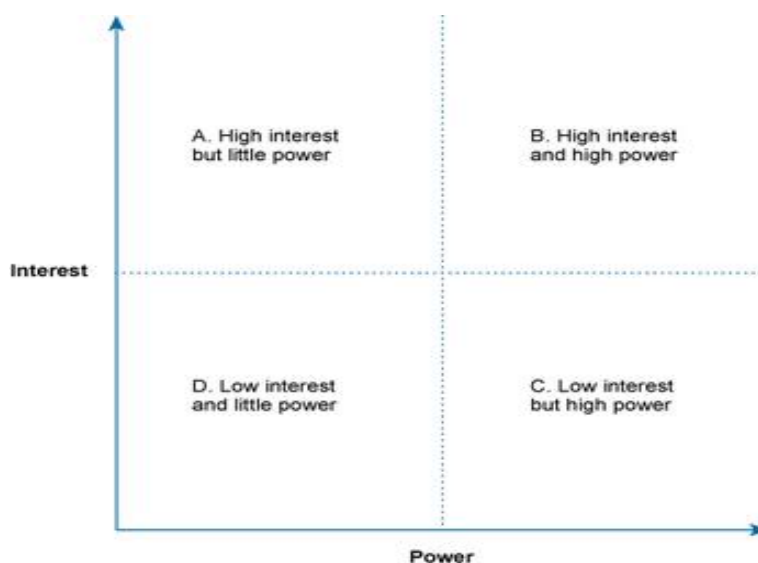 A. High interest
but little power
B. High interest
and high power
Interest
D. Low interest
and little power
C. Low interest
but high power
Power